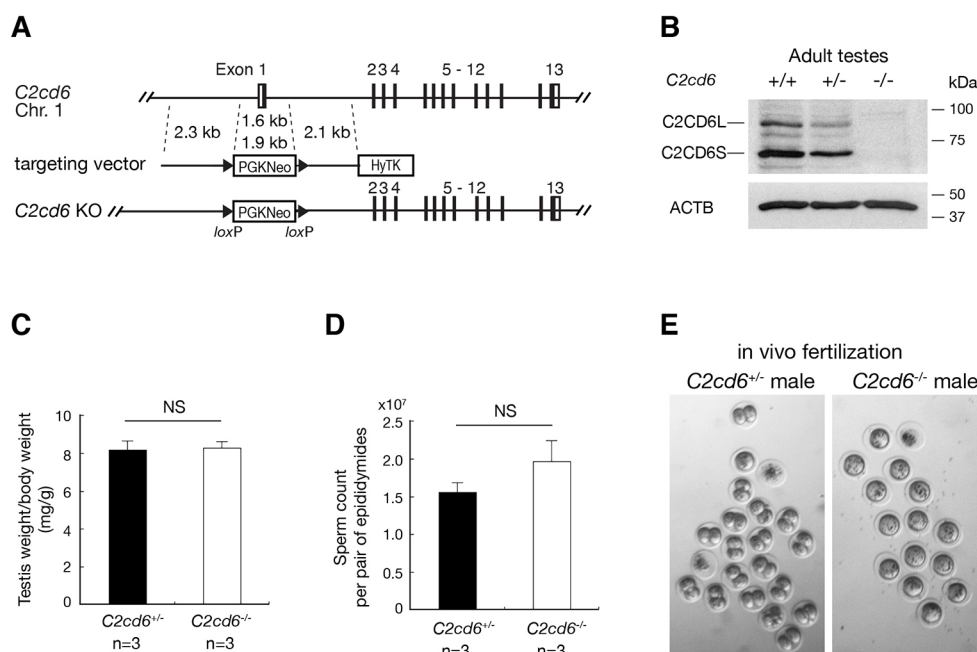 A
Exon 1
234
5 - 12
13
C2cd6
Chr. 1
2.3 kb
1.6 kb
1.9 kb
2.1 kb
targeting vector
PGKNeo
HyTK
234
5 - 12
13
C2cd6 KO
PGKNeo
loxP
loxP
B
Adult testes
C2cd6
+/+
+/-
-/-
kDa
C2CD6L
100
75
C2CD6S
ACTB
50
37
C
Testis weight/body weight
(mg/g)
10
8
6
4
2
0
NS
C2cd6+/-
C2cd6-/-
n=3
n=3
D
x10⁷
Sperm count
per pair of epididymides
2.5
2.0
1.5
1.0
0.5
0
NS
C2cd6+/-
C2cd6-/-
n=3
n=3
E
in vivo fertilization
C2cd6+/- male
C2cd6-/- male